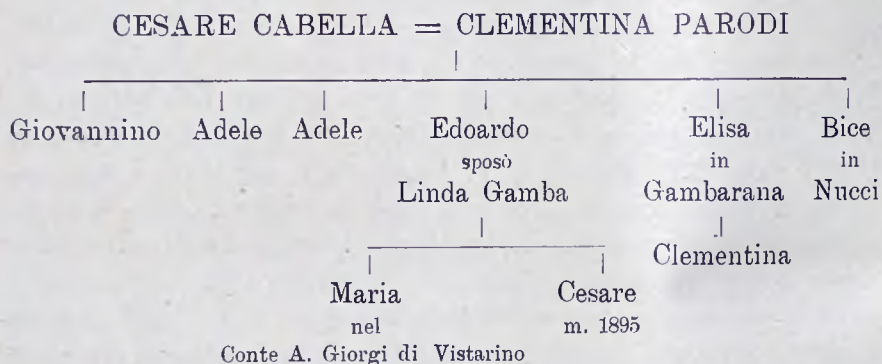 CESARE CABELLA = CLEMENTINA PARODI
Giovannino Adele Adele Edoardo Elisa Bice
sposò in in
Linda Gamba Gambarana Nucci
Clementina
Maria Cesare
nel m. 1895
Conte A. Giorgi di Vistarino